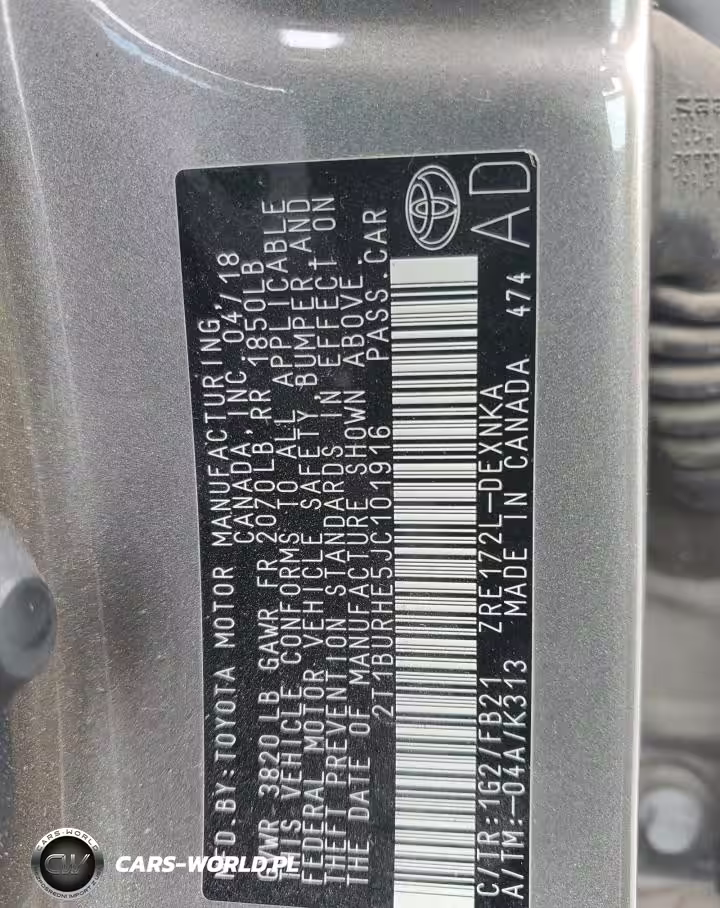 MFD.BY:TOYOTA MOTOR MANUFACTURING,
CANADA, INC. 04/18
GVWR 3820 LB GAWR FR 2070LB RR 1850LB
THIS VEHICLE CONFORMS TO ALL APPLICABLE
FEDERAL MOTOR VEHICLE SAFETY, BUMPER AND
THEFT PREVENTION STANDARDS IN EFFECT ON
THE DATE OF MANUFACTURE SHOWN ABOVE.
2T1BURHE5JC101916 PASS.CAR
C/TR:1G2/FB21 ZRE172L-DEXNKA AD
A/TM:-04A/K313 MADE IN CANADA 474
CARS-WORLD
CW
CARS-WORLD.PL